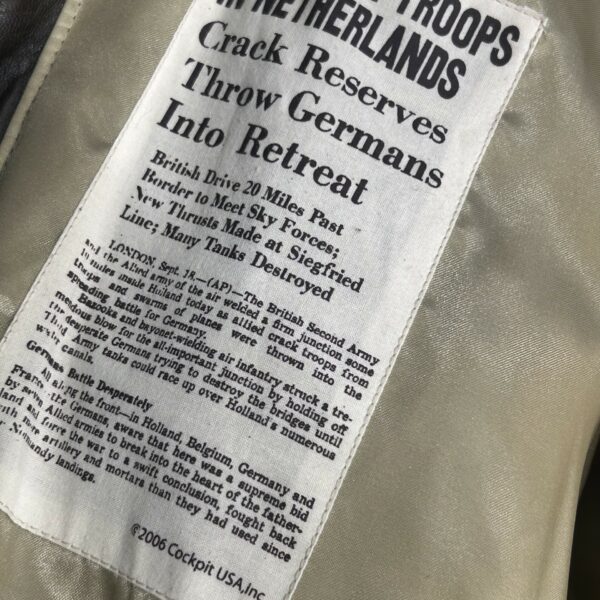 TROOPS
IN NETHERLANDS
Crack Reserves
Throw Germans
Into Retreat
British Drive 20 Miles Past
Border to Meet Sky Forces;
New Thrusts Made at Siegfried
Line; Many Tanks Destroyed
LONDON, Sept. 18.—(AP)—The British Second Army
and the Allied army of the air welded a firm junction some
miles inside Holland today as allied crack troops from
troops and swarms of planes were thrown into the
spreading battle for Germany.
Bazooka and bayonet-wielding air infantry struck a tre-
mendous blow for the all-important junction by holding off
the desperate Germans trying to destroy the bridges until
Army tanks could race up over Holland's numerous
canals.
Germans Battle Desperately
All along the front—in Holland, Belgium, Germany and
France—the Germans, aware that here was a supreme bid
by seven Allied armies to break into the heart of the father-
land and force the war to a swift conclusion, fought back
with more artillery and mortars than they had used since
Normandy landings.
©2006 Cockpit USA,Inc